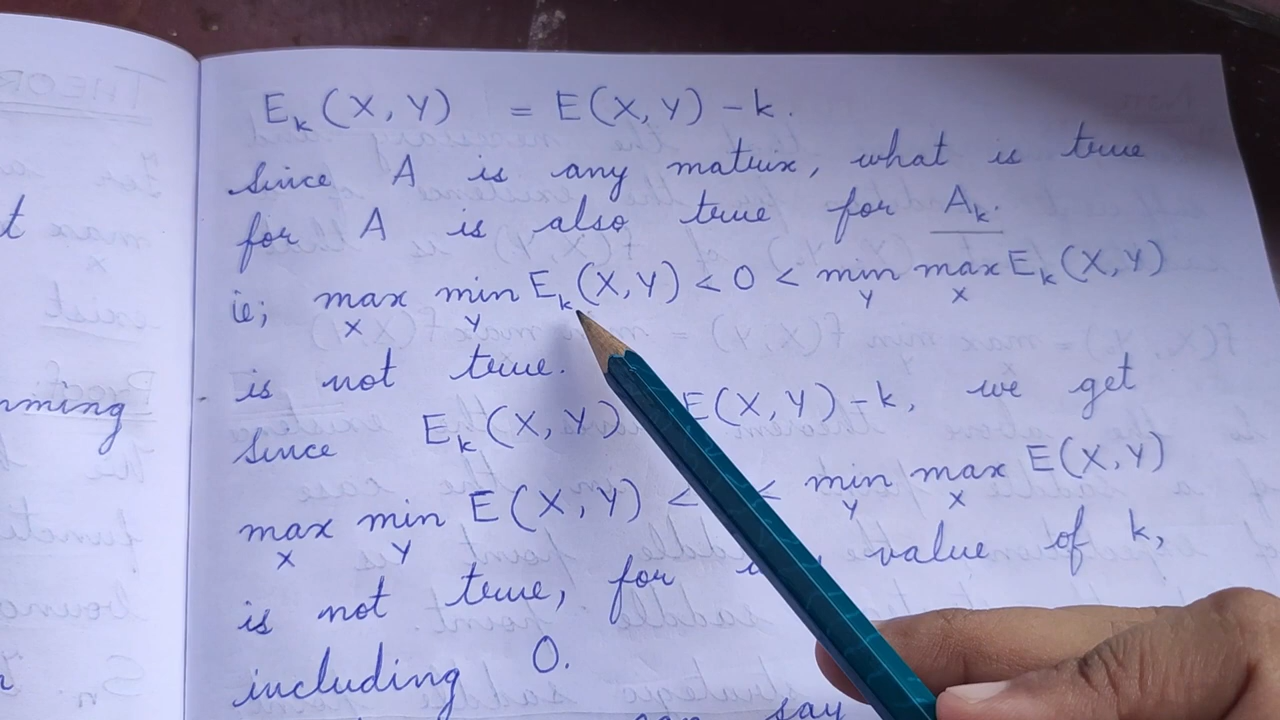 E_k (X, Y) = E(X, Y) - k.
Since A is any matrix, what is true
for A is also true for A_k.
ie; max_X min_Y E_k(X,Y) < 0 < min_Y max_X E_k(X,Y)
is not true.
Since E_k(X, Y) E(X, Y) - k, we get
max_X min_Y E(X, Y) < < min_Y max_X E(X, Y)
is not true, for value of k,
including 0.
say